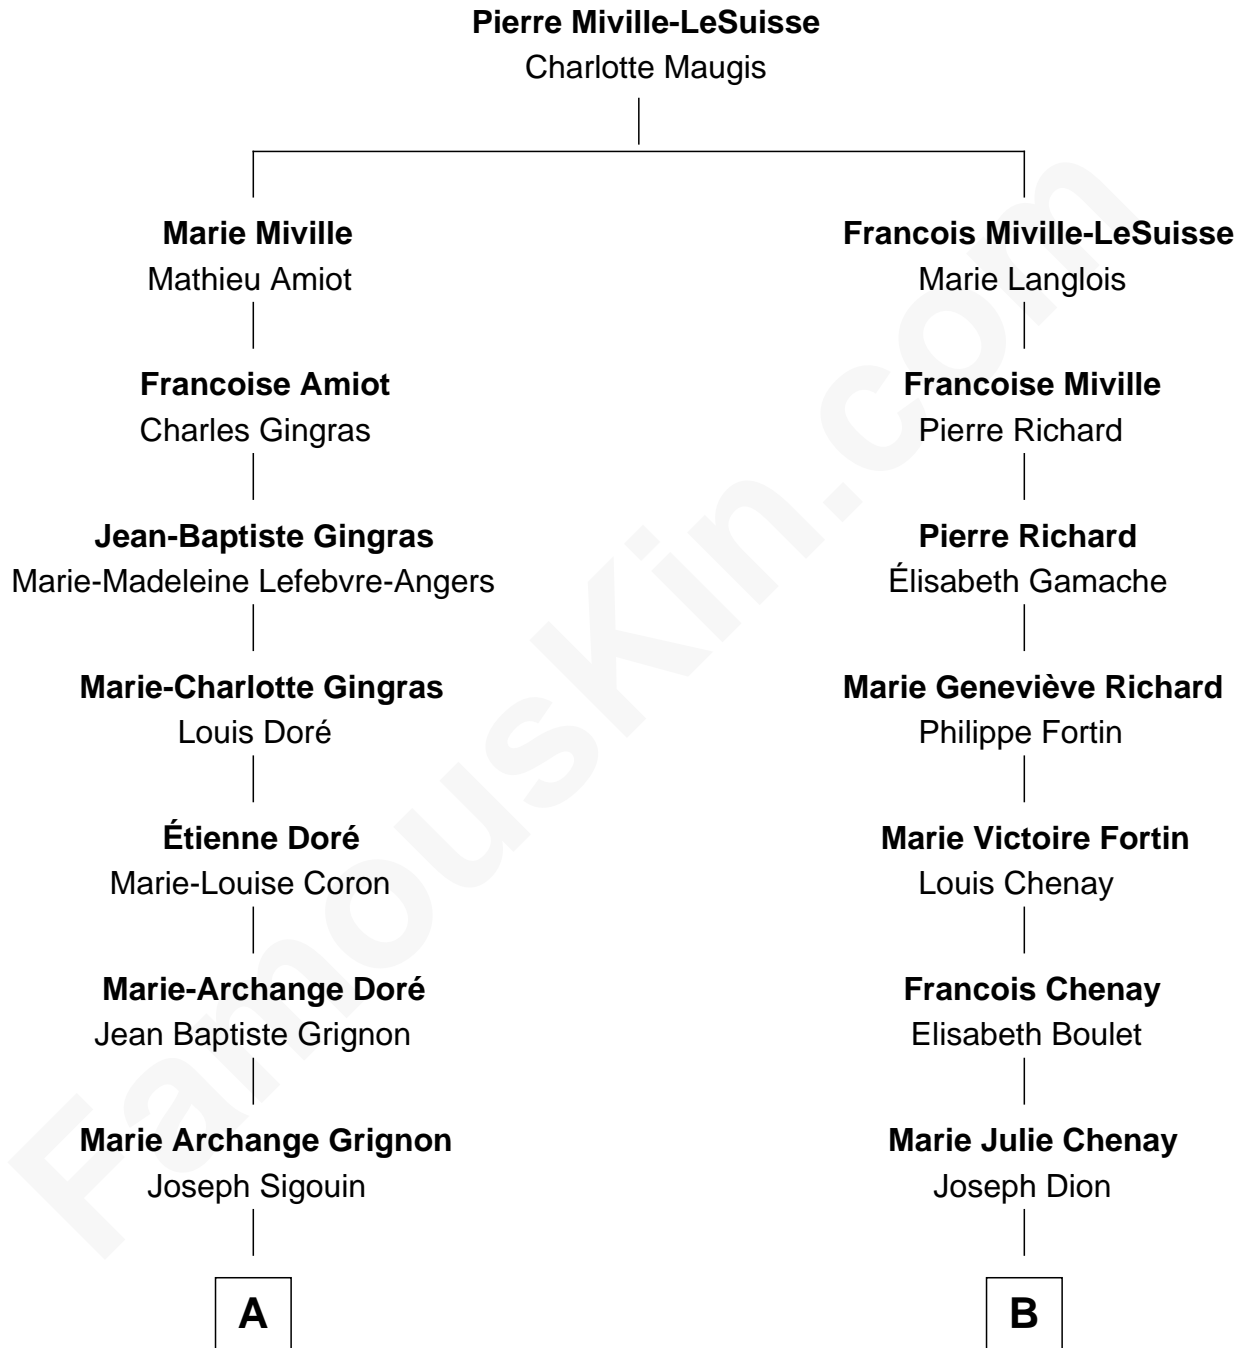 Pierre Miville-LeSuisse
Charlotte Maugis
Marie Miville
Mathieu Amiot
Francois Miville-LeSuisse
Marie Langlois
Francoise Amiot
Charles Gingras
Francoise Miville
Pierre Richard
Jean-Baptiste Gingras
Marie-Madeleine Lefebvre-Angers
Pierre Richard
Élisabeth Gamache
Marie-Charlotte Gingras
Louis Doré
Marie Geneviève Richard
Philippe Fortin
Étienne Doré
Marie-Louise Coron
Marie Victoire Fortin
Louis Chenay
Marie-Archange Doré
Jean Baptiste Grignon
Francois Chenay
Elisabeth Boulet
Marie Archange Grignon
Joseph Sigouin
Marie Julie Chenay
Joseph Dion
A
B
FamousKin.com